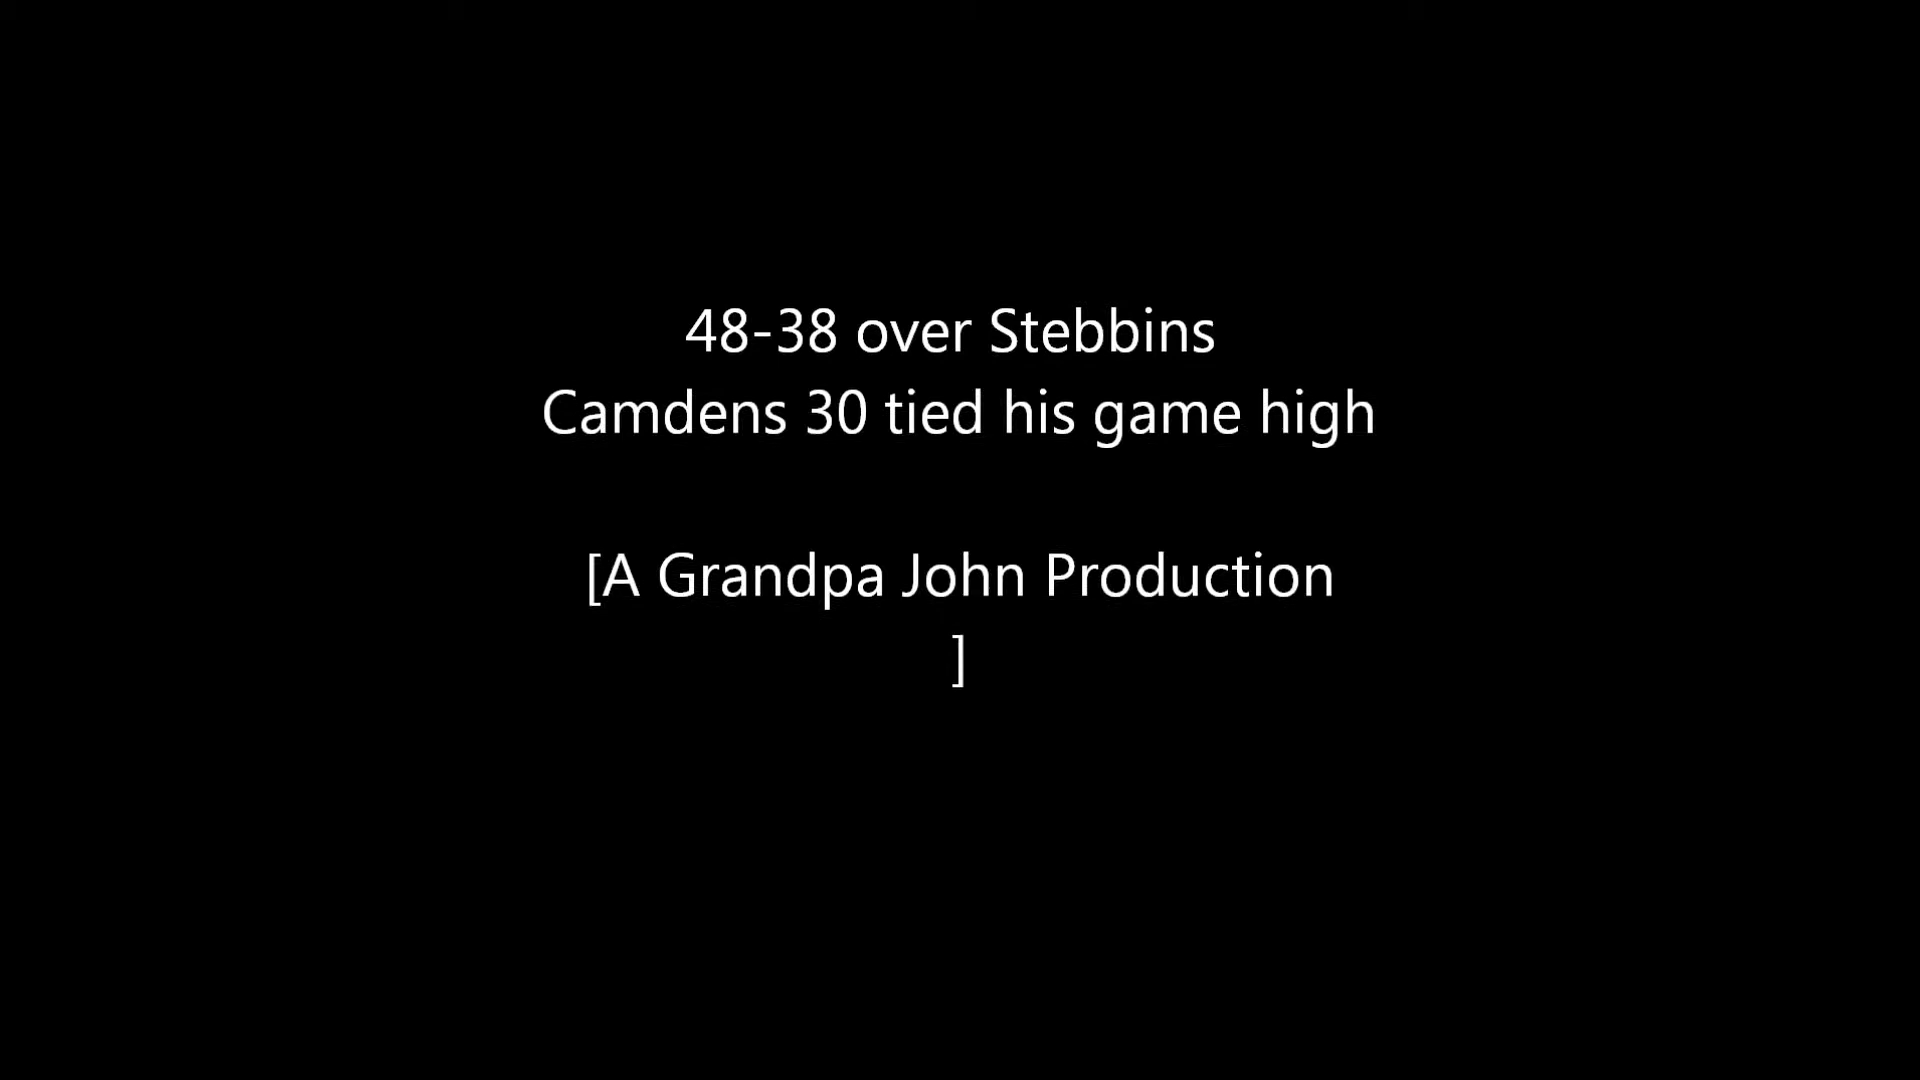 48-38 over Stebbins
Camdens 30 tied his game high
[A Grandpa John Production
]